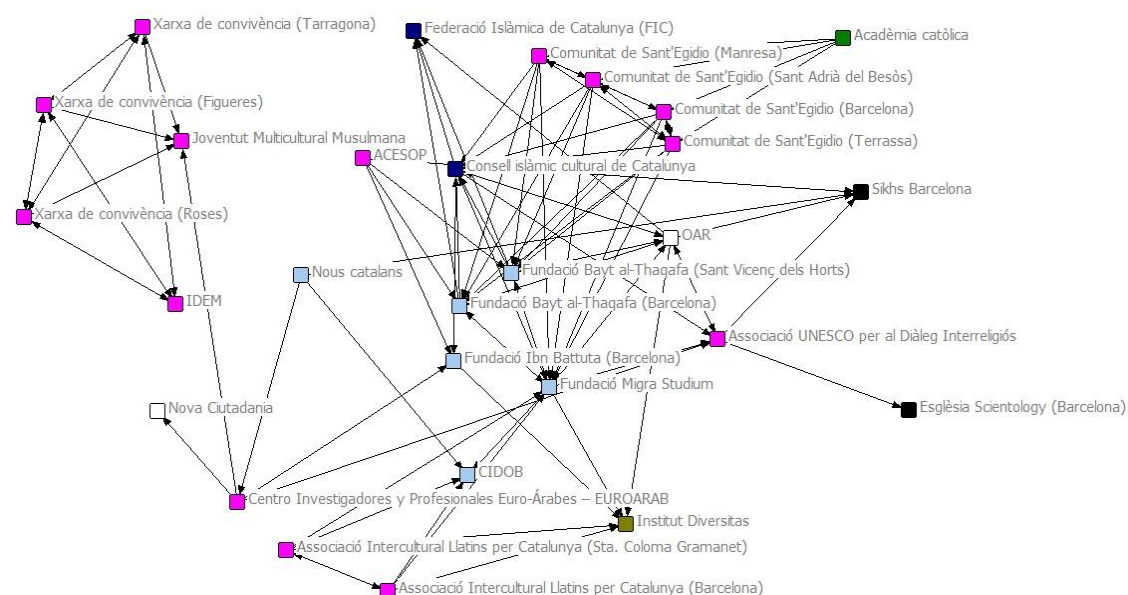 Xarxa de convivència (Tarragona)
Federació Islàmica de Catalunya (FIC)
Acadèmia catòlica
Comunitat de Sant'Egidio (Manresa)
Comunitat de Sant'Egidio (Sant Adrià del Besòs)
Xarxa de convivència (Figueres)
Comunitat de Sant'Egidio (Barcelona)
Joventut Multicultural Musulmana
Comunitat de Sant'Egidio (Terrassa)
ACESOP
Consell islàmic cultural de Catalunya
Sikhs Barcelona
Xarxa de convivència (Roses)
OAR
Nous catalans
Fundació Bayt al-Thaqafa (Sant Vicenç dels Horts)
IDEM
Fundació Bayt al-Thaqafa (Barcelona)
Associació UNESCO per al Diàleg Interreligiós
Fundació Ibn Battuta (Barcelona)
Fundació Migra Studium
Nova Ciutadania
Esglèsia Scientology (Barcelona)
CIDOB
Centro Investigadores y Profesionales Euro-Árabes – EUROARAB
Institut Diversitas
Associació Intercultural Llatins per Catalunya (Sta. Coloma Gramanet)
Associació Intercultural Llatins per Catalunya (Barcelona)